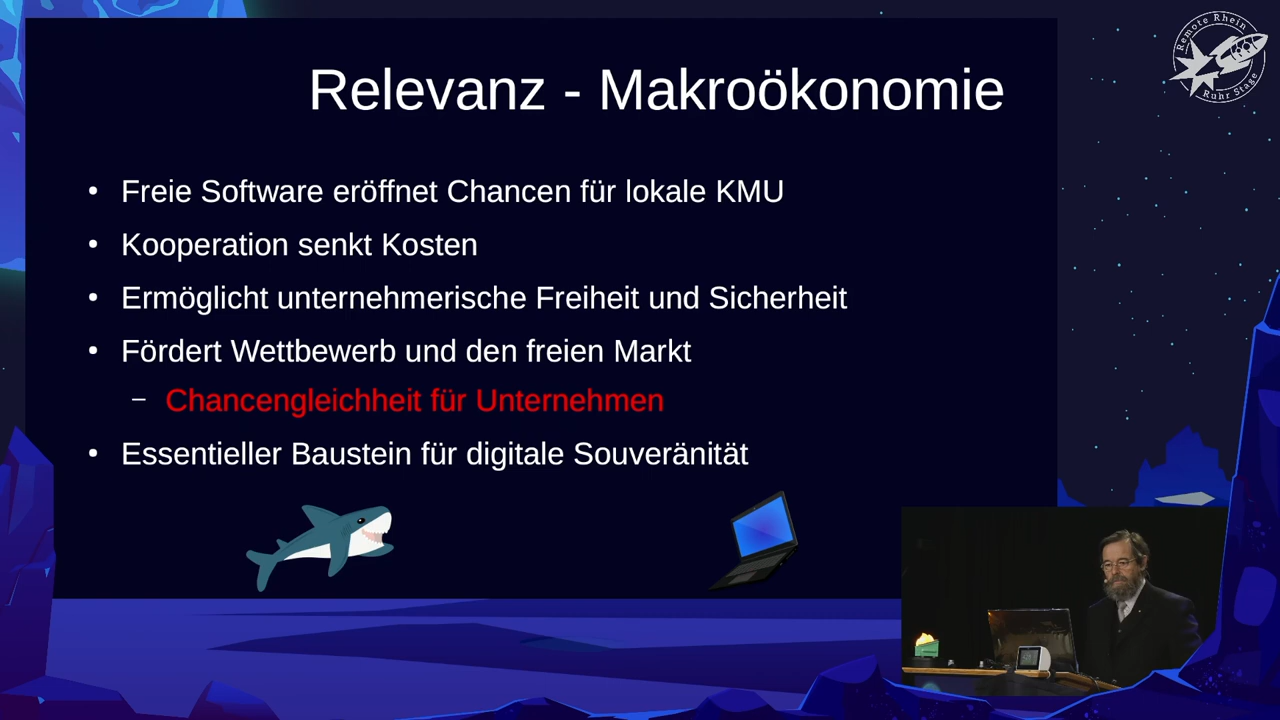 Relevanz - Makroökonomie
Remote Rhein
Ruhr Stage
• Freie Software eröffnet Chancen für lokale KMU
• Kooperation senkt Kosten
• Ermöglicht unternehmerische Freiheit und Sicherheit
• Fördert Wettbewerb und den freien Markt
– Chancengleichheit für Unternehmen
• Essentieller Baustein für digitale Souveränität